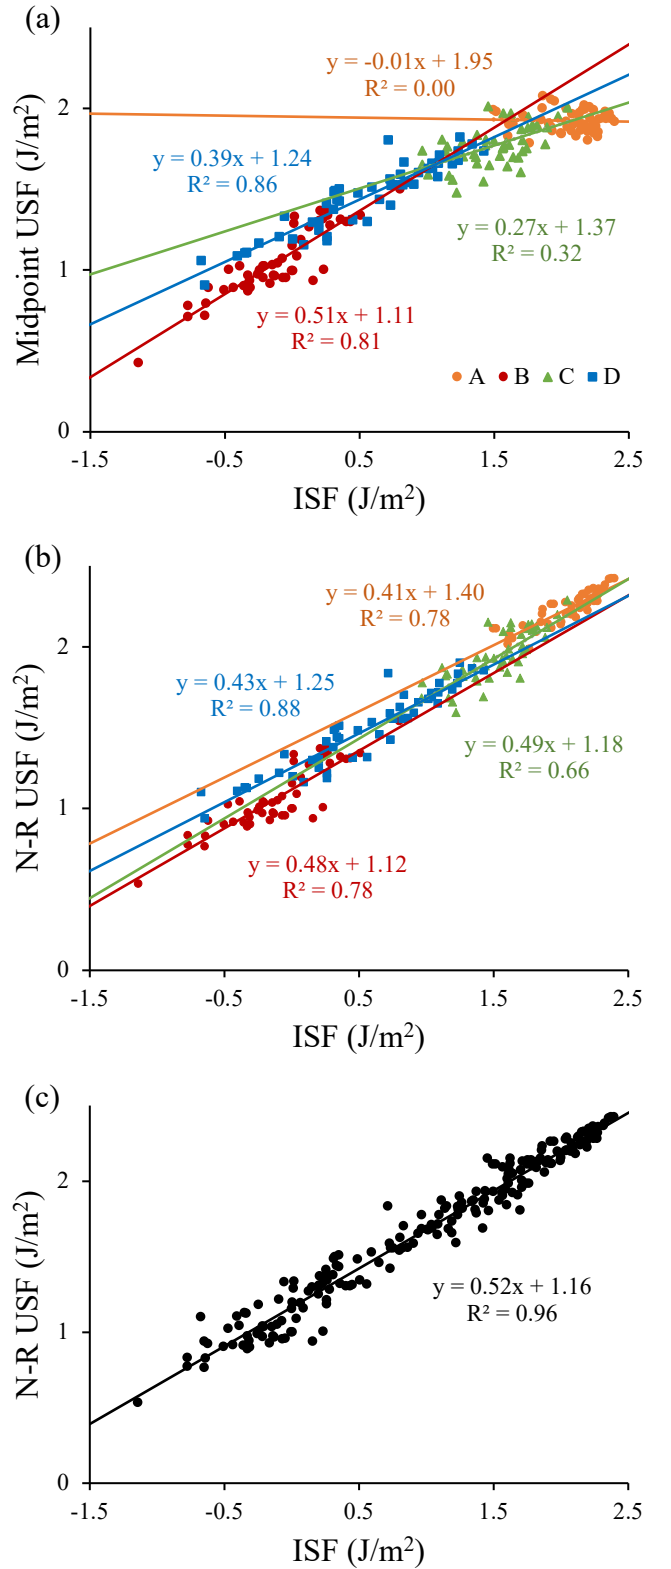 (a)
y = -0.01x + 1.95
R² = 0.00
2
y = 0.39x + 1.24
R² = 0.86
y = 0.27x + 1.37
R² = 0.32
Midpoint USF (J/m²)
1
y = 0.51x + 1.11
R² = 0.81
A B C D
0
-1.5 -0.5 0.5 1.5 2.5
ISF (J/m²)
(b)
y = 0.41x + 1.40
R² = 0.78
2
y = 0.43x + 1.25
R² = 0.88
y = 0.49x + 1.18
R² = 0.66
N-R USF (J/m²)
1
y = 0.48x + 1.12
R² = 0.78
0
-1.5 -0.5 0.5 1.5 2.5
ISF (J/m²)
(c)
2
N-R USF (J/m²)
y = 0.52x + 1.16
R² = 0.96
1
0
-1.5 -0.5 0.5 1.5 2.5
ISF (J/m²)